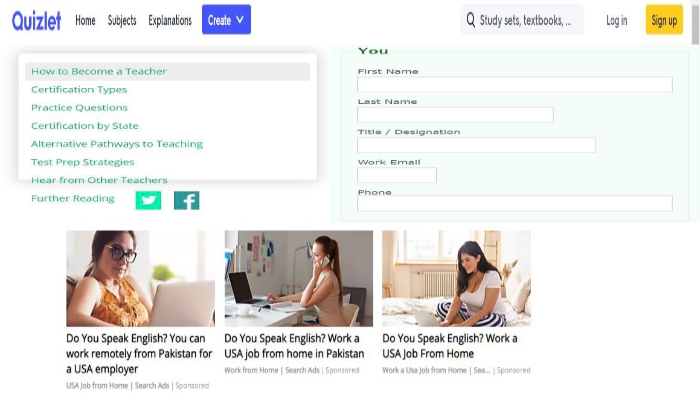 Quizlet Home Subjects Explanations Create Study sets, textbooks, ... Log in Sign up
How to Become a Teacher
Certification Types
Practice Questions
Certification by State
Alternative Pathways to Teaching
Test Prep Strategies
Hear from Other Teachers
Further Reading
You
First Name
Last Name
Title / Designation
Work Email
Phone
Do You Speak English? You can
work remotely from Pakistan for
a USA employer
USA Job from Home | Search Ads | Sponsored
Do You Speak English? Work a
USA job from home in Pakistan
Work from Home | Search Ads | Sponsored
Do You Speak English? Work a
USA Job From Home
Work a Usa Job from Home | Sea... | Sponsored